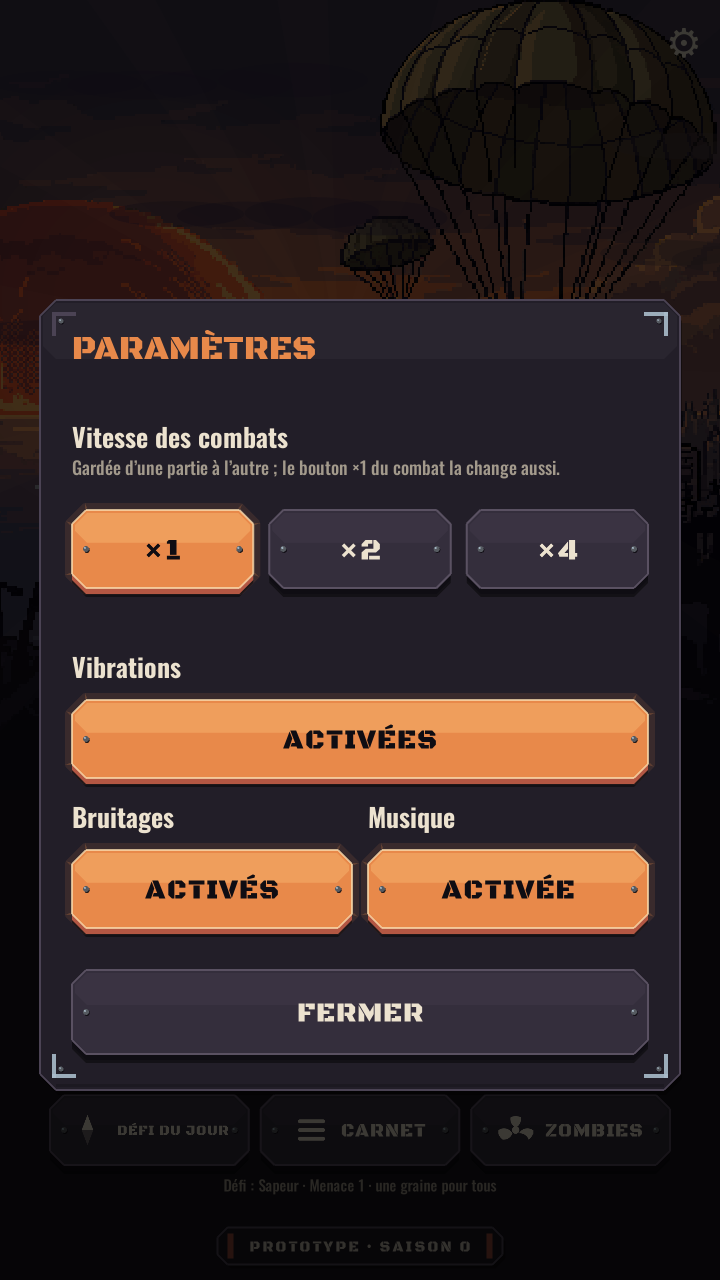 PARAMÈTRES
Vitesse des combats
Gardée d’une partie à l’autre ; le bouton ×1 du combat la change aussi.
×1 ×2 ×4
Vibrations
ACTIVÉES
Bruitages Musique
ACTIVÉS ACTIVÉE
FERMER
DÉFI DU JOUR CARNET ZOMBIES
Défi : Sapeur · Menace 1 · une graine pour tous
PROTOTYPE · SAISON 0